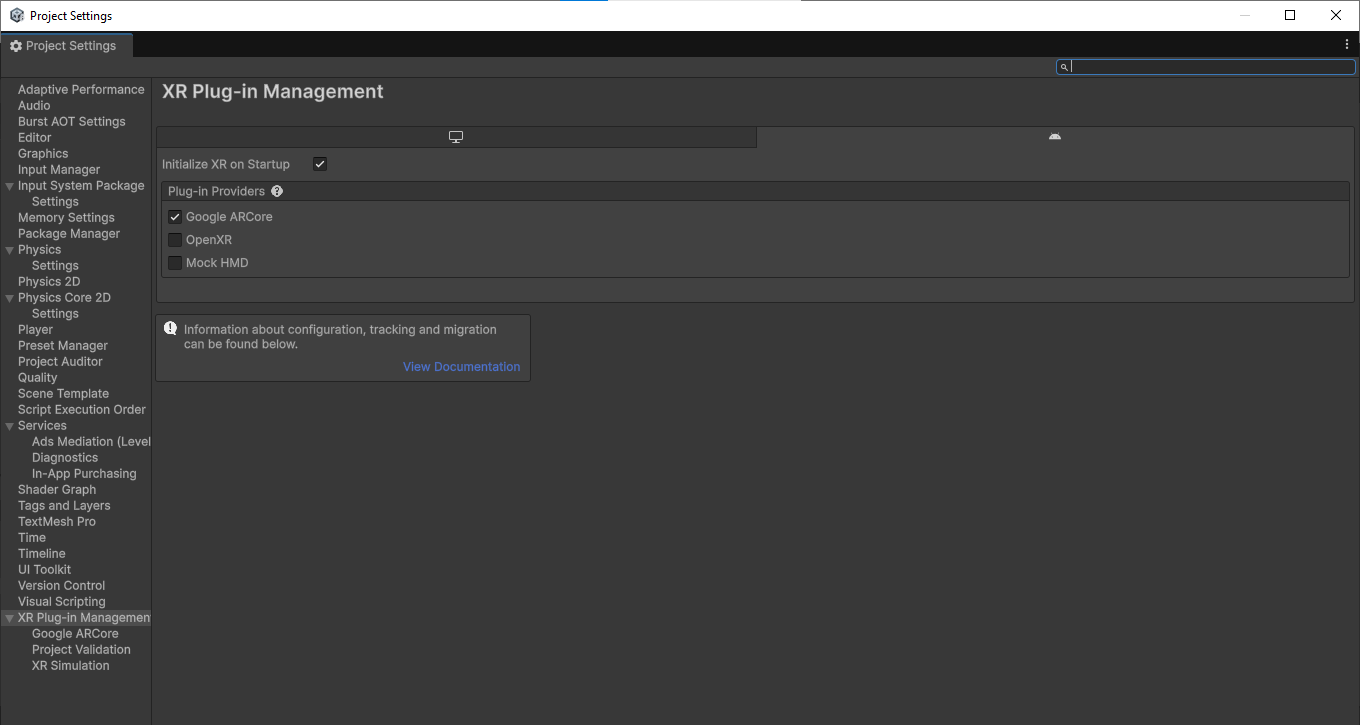 Project Settings
Project Settings
Adaptive Performance
Audio
Burst AOT Settings
Editor
Graphics
Input Manager
Input System Package
Settings
Memory Settings
Package Manager
Physics
Settings
Physics 2D
Physics Core 2D
Settings
Player
Preset Manager
Project Auditor
Quality
Scene Template
Script Execution Order
Services
Ads Mediation (Level
Diagnostics
In-App Purchasing
Shader Graph
Tags and Layers
TextMesh Pro
Time
Timeline
UI Toolkit
Version Control
Visual Scripting
XR Plug-in Management
Google ARCore
Project Validation
XR Simulation
XR Plug-in Management
Initialize XR on Startup
Plug-in Providers
Google ARCore
OpenXR
Mock HMD
Information about configuration, tracking and migration
can be found below.
View Documentation